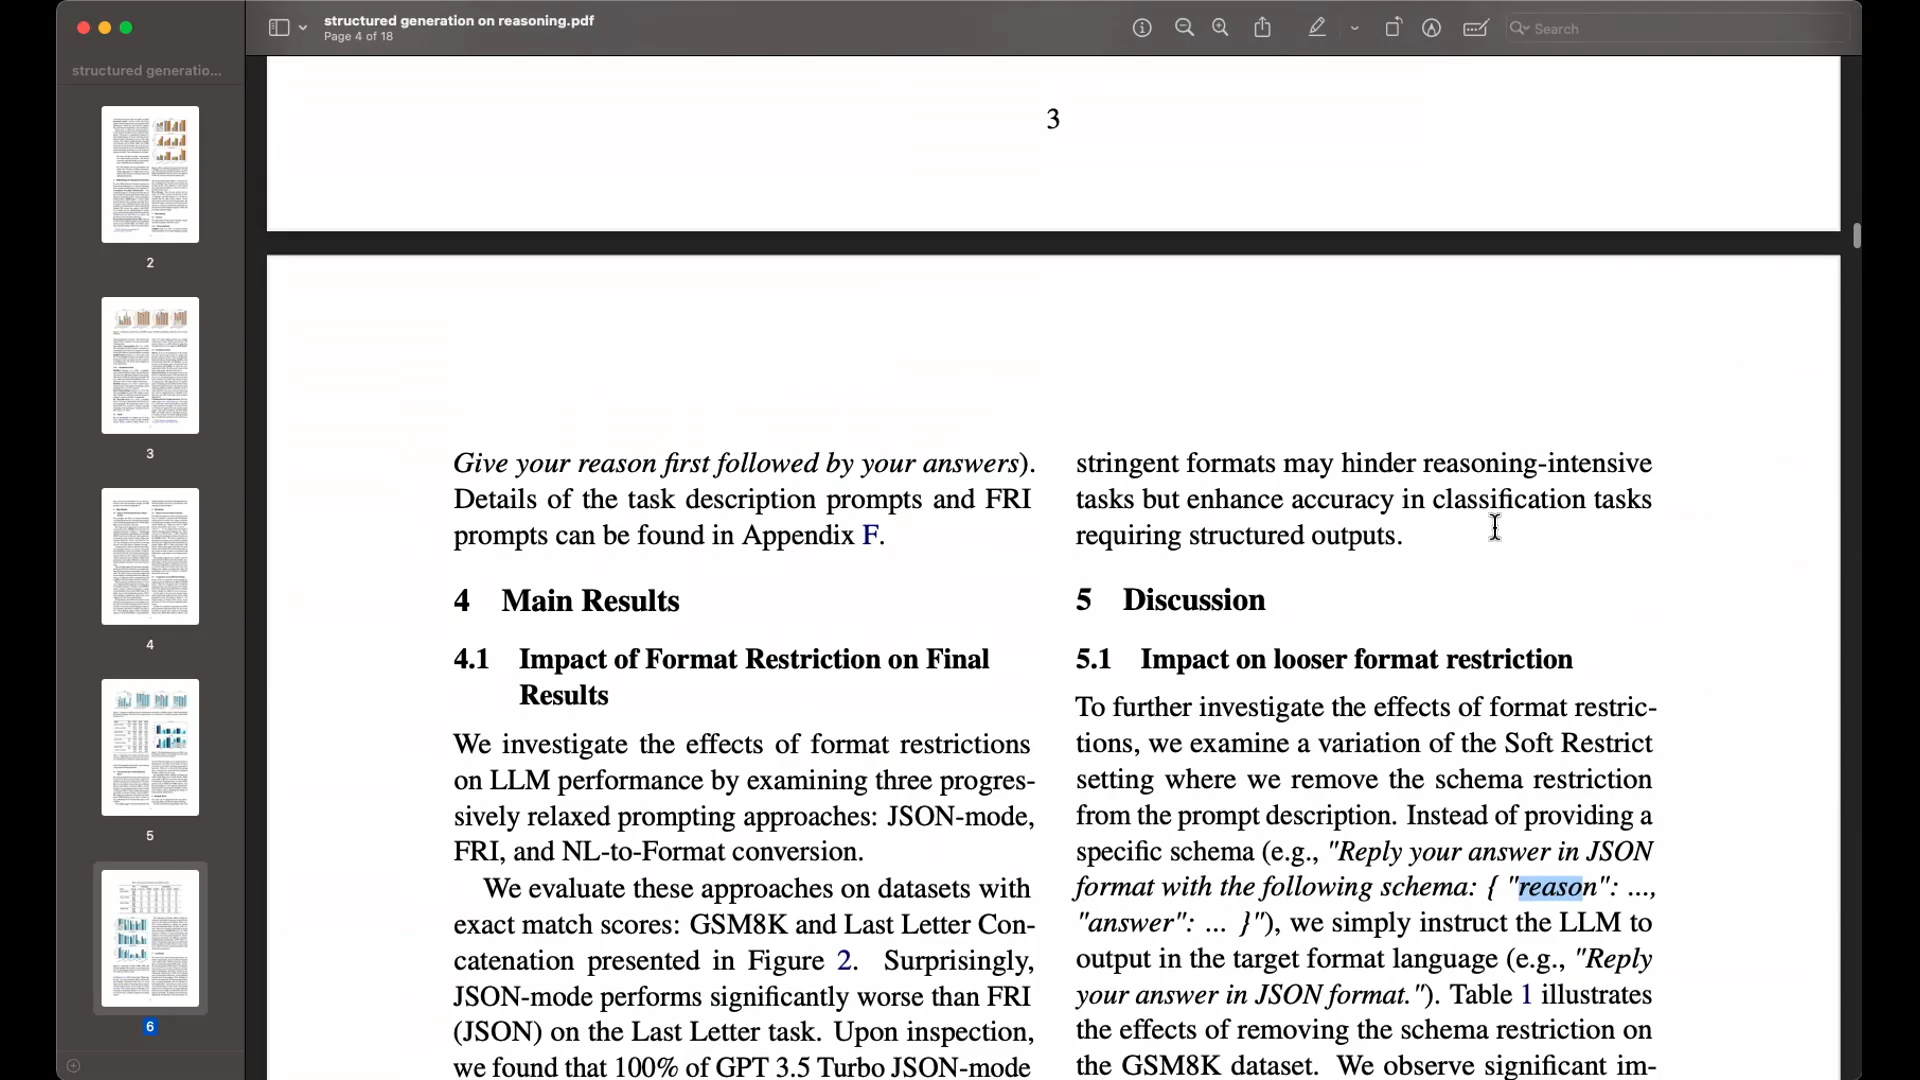 structured generation on reasoning.pdf
Page 4 of 18
Search
structured generatio...
2
3
4
5
6
3
Give your reason first followed by your answers).
Details of the task description prompts and FRI
prompts can be found in Appendix F.
4 Main Results
4.1 Impact of Format Restriction on Final
Results
We investigate the effects of format restrictions
on LLM performance by examining three progres-
sively relaxed prompting approaches: JSON-mode,
FRI, and NL-to-Format conversion.
We evaluate these approaches on datasets with
exact match scores: GSM8K and Last Letter Con-
catenation presented in Figure 2. Surprisingly,
JSON-mode performs significantly worse than FRI
(JSON) on the Last Letter task. Upon inspection,
we found that 100% of GPT 3.5 Turbo JSON-mode
stringent formats may hinder reasoning-intensive
tasks but enhance accuracy in classification tasks
requiring structured outputs.
5 Discussion
5.1 Impact on looser format restriction
To further investigate the effects of format restric-
tions, we examine a variation of the Soft Restrict
setting where we remove the schema restriction
from the prompt description. Instead of providing a
specific schema (e.g., "Reply your answer in JSON
format with the following schema: { "reason": ...,
"answer": ... }"), we simply instruct the LLM to
output in the target format language (e.g., "Reply
your answer in JSON format."). Table 1 illustrates
the effects of removing the schema restriction on
the GSM8K dataset. We observe significant im-